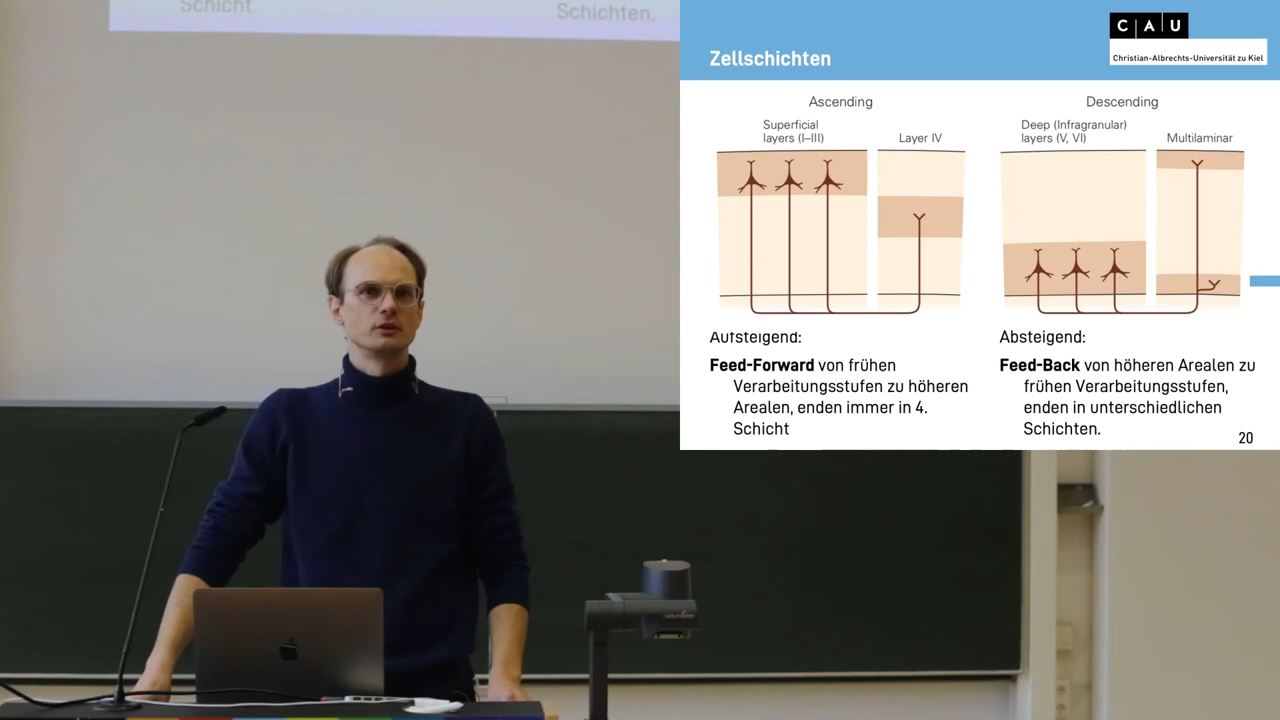 Schicht
Schichten.
Zellschichten
CAU
Christian-Albrechts-Universität zu Kiel
Ascending
Superficial
layers (I–III)
Layer IV
Descending
Deep (Infragranular)
layers (V, VI)
Multilaminar
Aufsteigend:
Feed-Forward von frühen
Verarbeitungsstufen zu höheren
Arealen, enden immer in 4.
Schicht
Absteigend:
Feed-Back von höheren Arealen zu
frühen Verarbeitungsstufen,
enden in unterschiedlichen
Schichten.
20